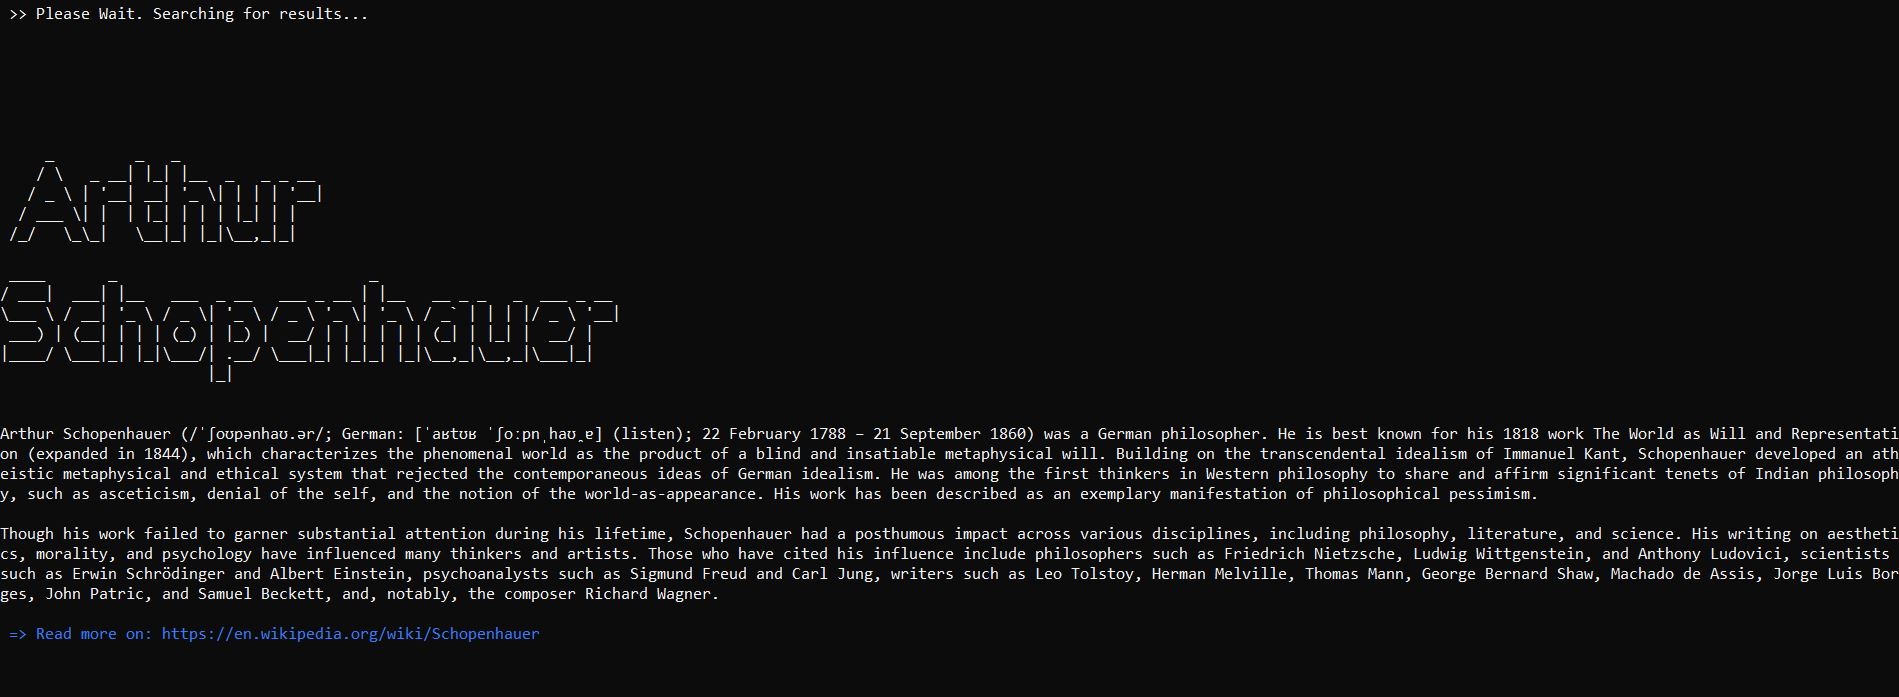 >> Please Wait. Searching for results...
Arthur
Schopenhauer
Arthur Schopenhauer (/ˈʃoʊpənhaʊ.ər/; German: [ˈaʁtʊʁ ˈʃoːpnˌhaʊ̯ɐ] (listen); 22 February 1788 – 21 September 1860) was a German philosopher. He is best known for his 1818 work The World as Will and Representati
on (expanded in 1844), which characterizes the phenomenal world as the product of a blind and insatiable metaphysical will. Building on the transcendental idealism of Immanuel Kant, Schopenhauer developed an ath
eistic metaphysical and ethical system that rejected the contemporaneous ideas of German idealism. He was among the first thinkers in Western philosophy to share and affirm significant tenets of Indian philosoph
y, such as asceticism, denial of the self, and the notion of the world-as-appearance. His work has been described as an exemplary manifestation of philosophical pessimism.
Though his work failed to garner substantial attention during his lifetime, Schopenhauer had a posthumous impact across various disciplines, including philosophy, literature, and science. His writing on aestheti
cs, morality, and psychology have influenced many thinkers and artists. Those who have cited his influence include philosophers such as Friedrich Nietzsche, Ludwig Wittgenstein, and Anthony Ludovici, scientists
such as Erwin Schrödinger and Albert Einstein, psychoanalysts such as Sigmund Freud and Carl Jung, writers such as Leo Tolstoy, Herman Melville, Thomas Mann, George Bernard Shaw, Machado de Assis, Jorge Luis Bor
ges, John Patric, and Samuel Beckett, and, notably, the composer Richard Wagner.
=> Read more on: https://en.wikipedia.org/wiki/Schopenhauer